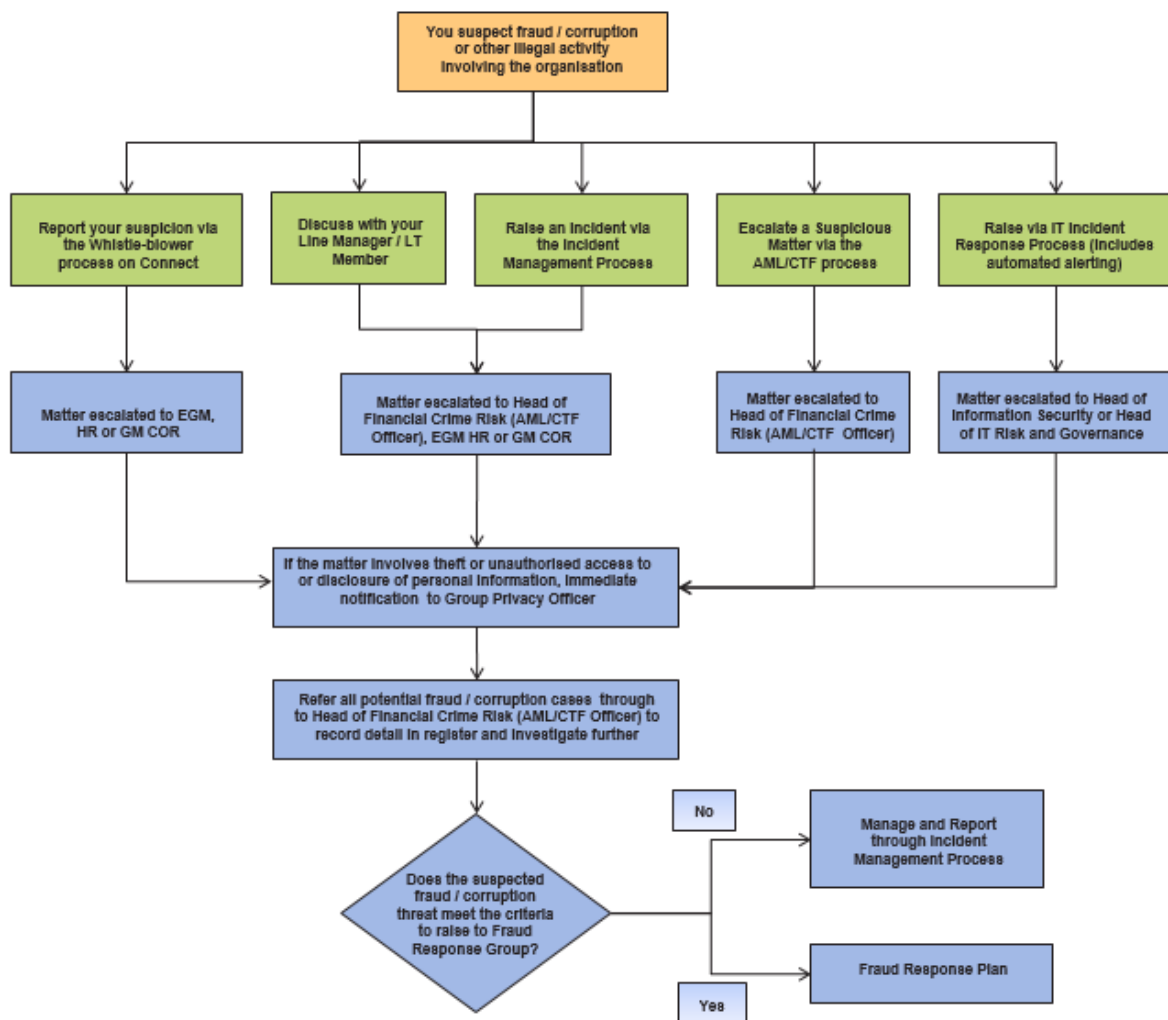 You suspect fraud / corruption
or other illegal activity
involving the organisation
Report your suspicion via
the Whistle-blower
process on Connect
Discuss with your
Line Manager / LT
Member
Raise an Incident via
the Incident
Management Process
Escalate a Suspicious
Matter via the
AML/CTF process
Raise via IT Incident
Response Process (Includes
automated alerting)
Matter escalated to EGM,
HR or GM COR
Matter escalated to Head of
Financial Crime Risk (AML/CTF
Officer), EGM HR or GM COR
Matter escalated to
Head of Financial Crime
Risk (AML/CTF Officer)
Matter escalated to Head of
Information Security or Head
of IT Risk and Governance
If the matter involves theft or unauthorised access to
or disclosure of personal information, immediate
notification to Group Privacy Officer
Refer all potential fraud / corruption cases through
to Head of Financial Crime Risk (AML/CTF Officer) to
record detail in register and investigate further
Does the suspected
fraud / corruption
threat meet the criteria
to raise to Fraud
Response Group?
No
Manage and Report
through Incident
Management Process
Yes
Fraud Response Plan